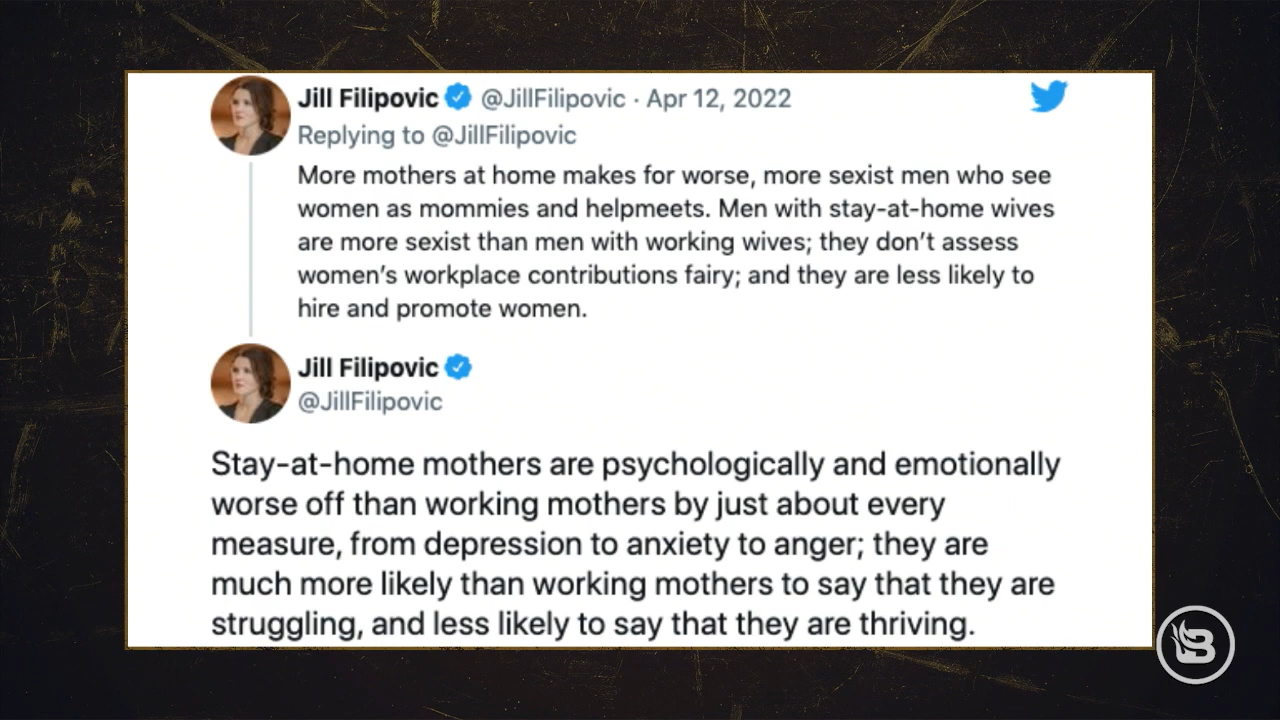 Jill Filipovic @JillFilipovic · Apr 12, 2022
Replying to @JillFilipovic
More mothers at home makes for worse, more sexist men who see
women as mommies and helpmeets. Men with stay-at-home wives
are more sexist than men with working wives; they don't assess
women's workplace contributions fairy; and they are less likely to
hire and promote women.
Jill Filipovic
@JillFilipovic
Stay-at-home mothers are psychologically and emotionally
worse off than working mothers by just about every
measure, from depression to anxiety to anger; they are
much more likely than working mothers to say that they are
struggling, and less likely to say that they are thriving.
B